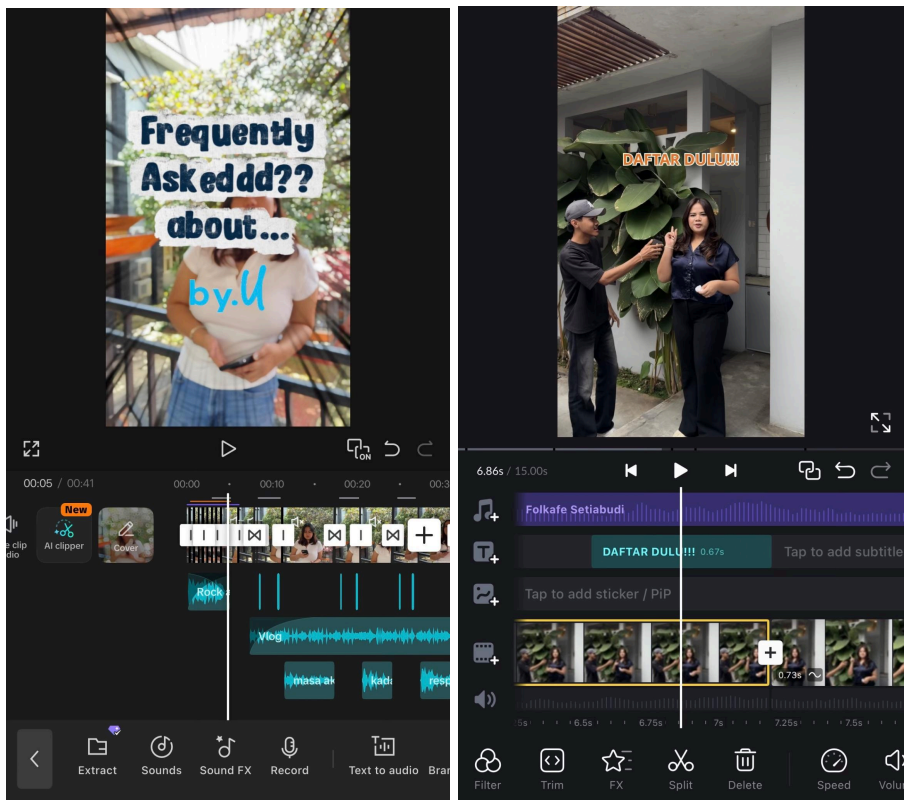 Frequently
Askeddd??
about...
by.U
ON
00:05 / 00:41
00:00
00:10
00:20
New
AI clipper
Cover
Rock
Vlog
masa ak
kada
resp
Extract
Sounds
Sound FX
Record
Text to audio
DAFTAR DULU!!!
6.86s / 15.00s
Folkafe Setiabudi
DAFTAR DULU!!! 0.67s
Tap to add subtitle
Tap to add sticker / PiP
0.73s
6.5s
6.75s
7s
7.25s
7.5s
Filter
Trim
FX
Split
Delete
Speed